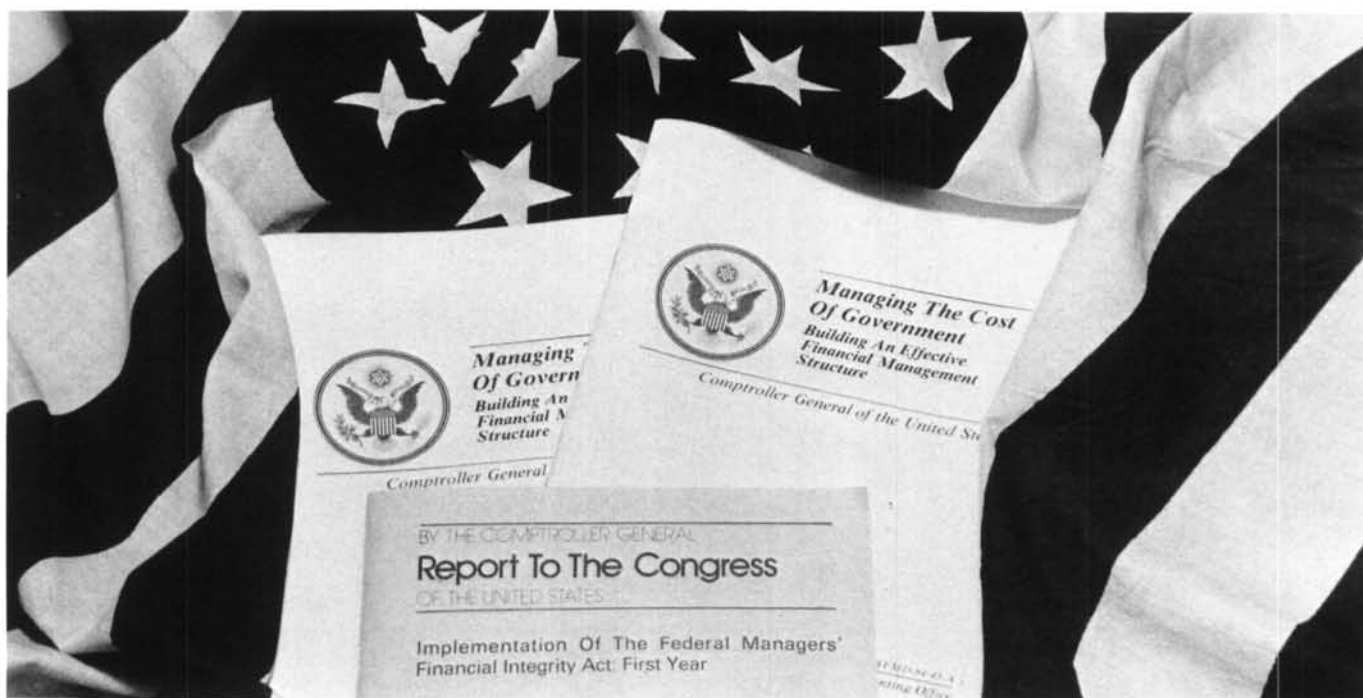 Managing
Of Govern
Building An
Financial M
Structure
Comptroller General
Managing The Cost
Of Government
Building An Effective
Financial Management
Structure
Comptroller General of the United Sta
BY THE COMPTROLLER GENERAL
Report To The Congress
OF THE UNITED STATES
Implementation Of The Federal Managers'
Financial Integrity Act: First Year